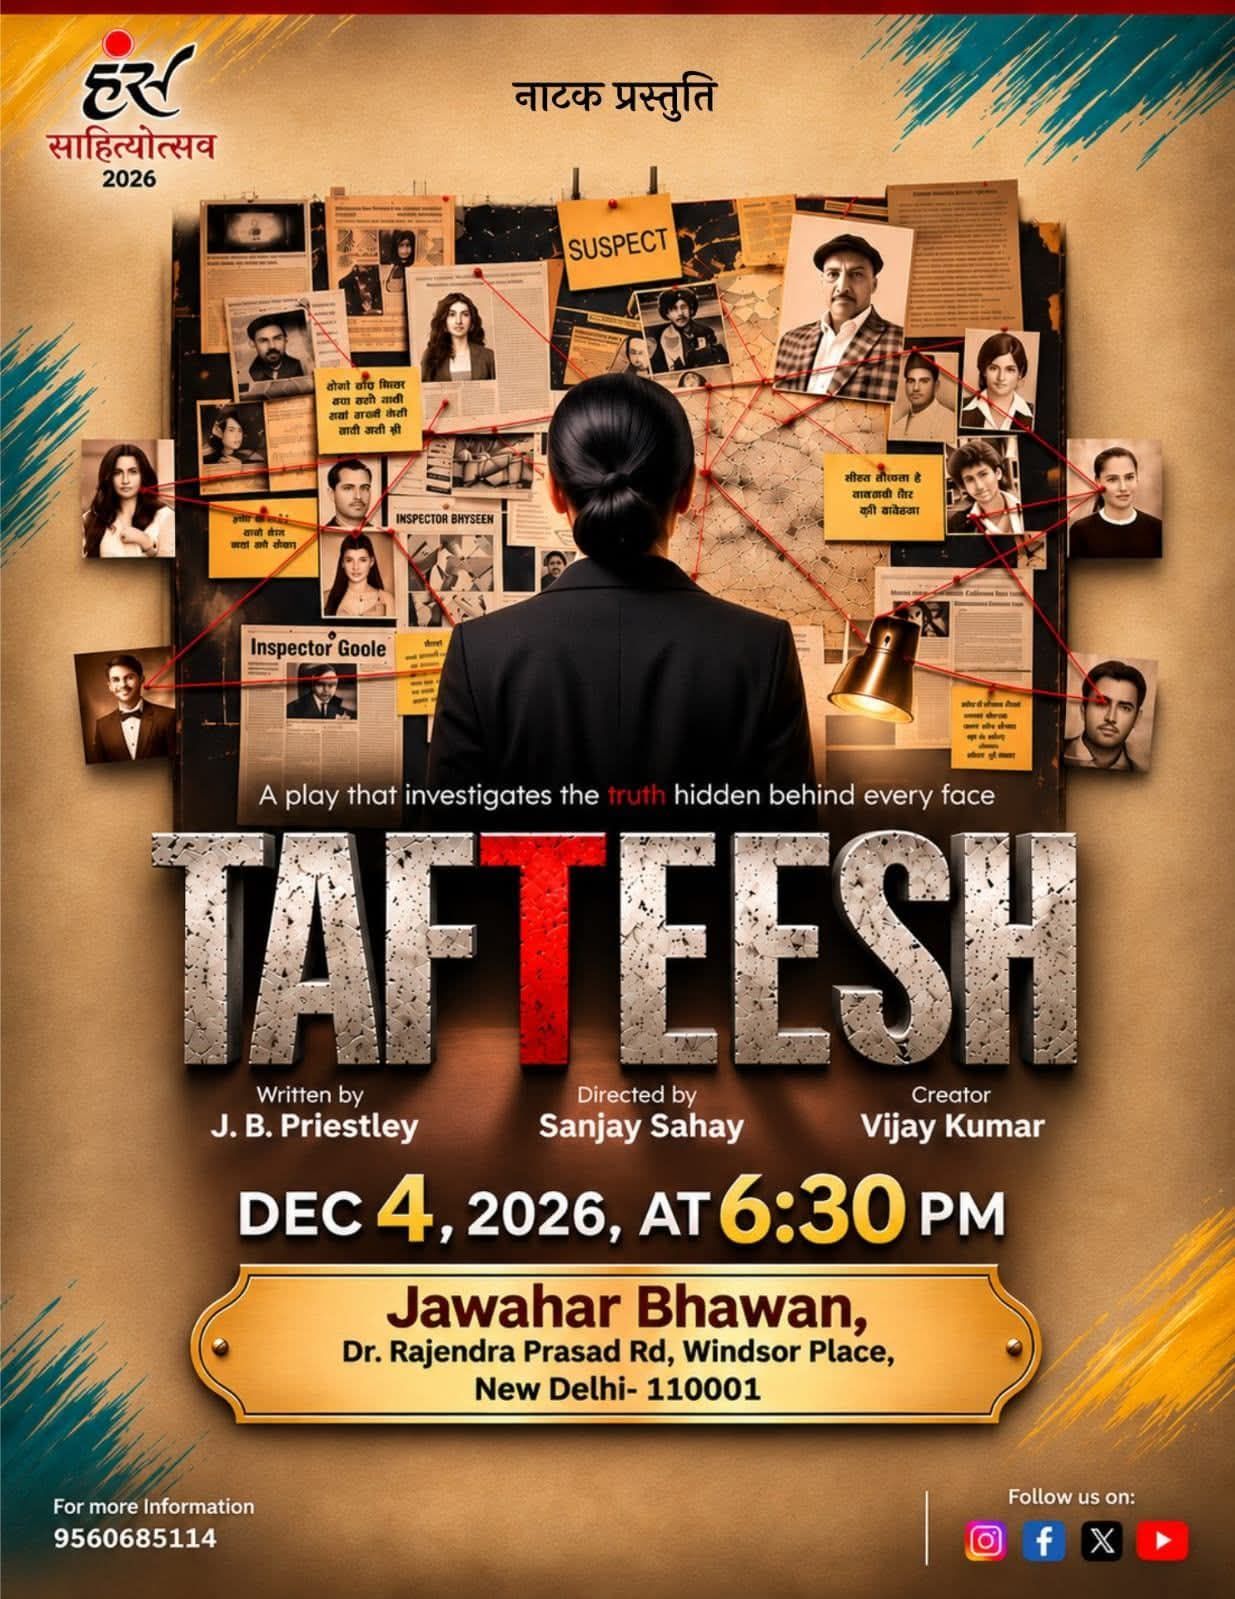 हंस
साहित्योत्सव
2026
नाटक प्रस्तुति
SUSPECT
INSPECTOR BHYSEEN
Inspector Goole
A play that investigates the truth hidden behind every face
TAFTEESH
Written by
J. B. Priestley
Directed by
Sanjay Sahay
Creator
Vijay Kumar
DEC 4, 2026, AT 6:30 PM
Jawahar Bhawan,
Dr. Rajendra Prasad Rd, Windsor Place,
New Delhi- 110001
For more Information
9560685114
Follow us on: